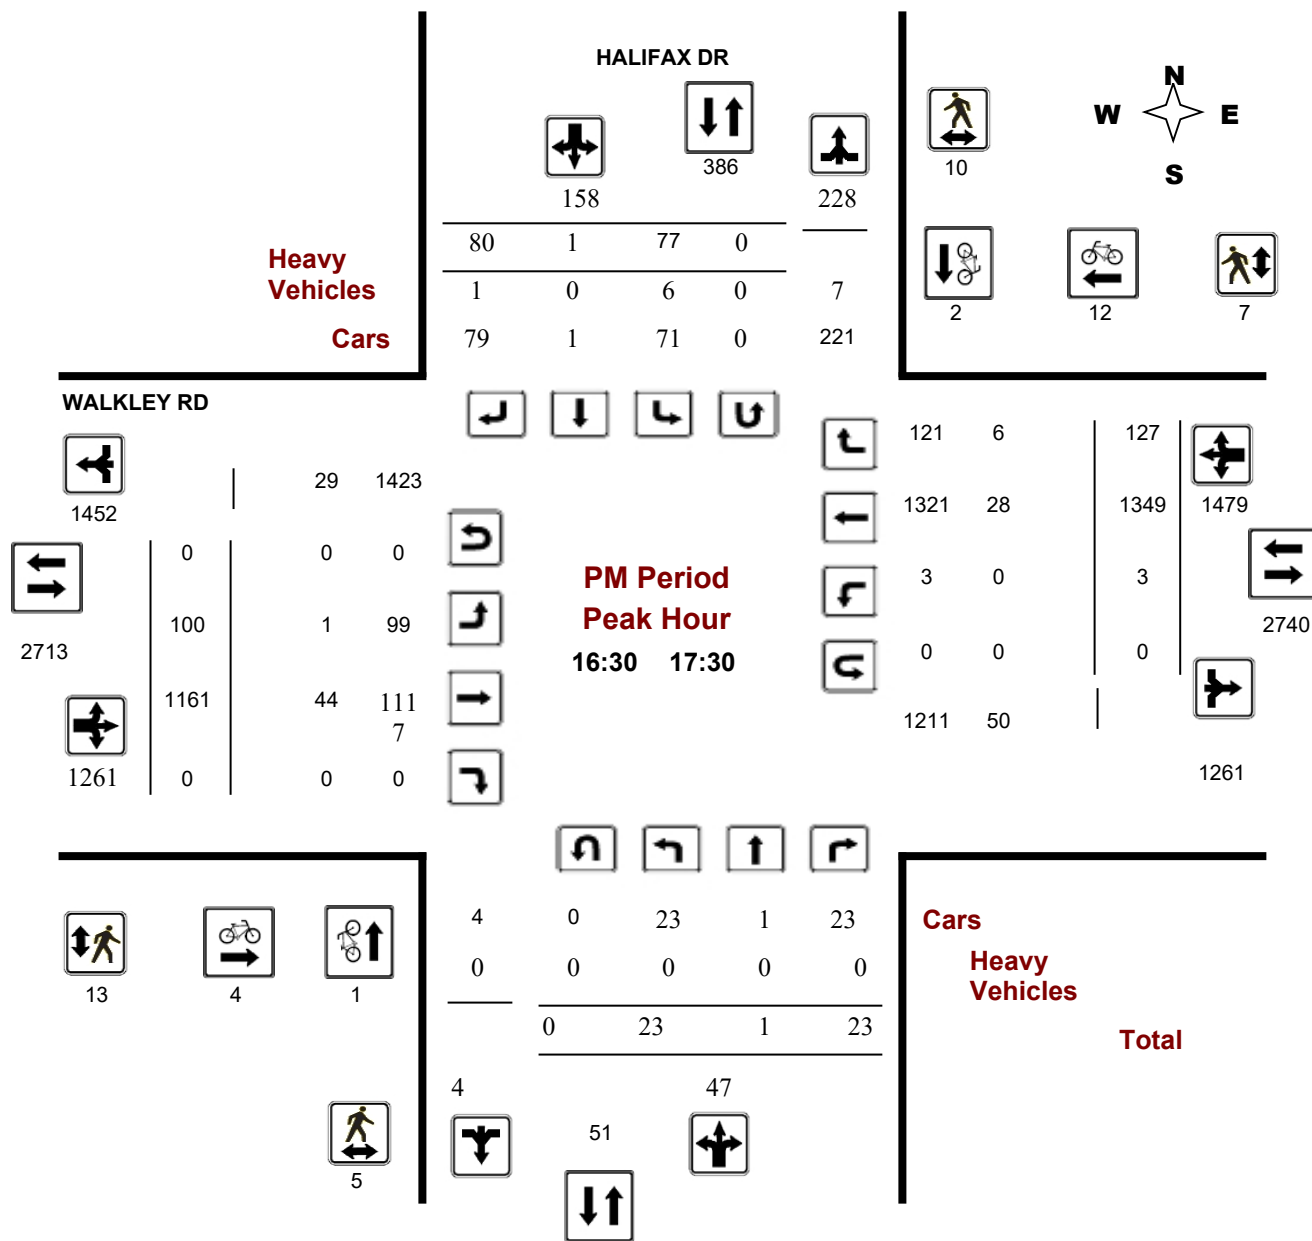 HALIFAX DR
N
W E
S
386
10
158 228
80 1 77 0
Heavy
Vehicles 1 0 6 0 7
2 12 7
Cars 79 1 71 0 221
WALKLEY RD
121 6 127
29 1423
1452
1321 28 1349 1479
0 0 0
PM Period
3 0 3
Peak Hour
100 1 99
2740
2713
16:30 17:30
0 0 0
1161 44 111
7
1211 50
1261 0 0 0
1261
4 0 23 1 23 Cars
0 0 0 0 0 Heavy
Vehicles
13 4 1
0 23 1 23 Total
4 47
51
5